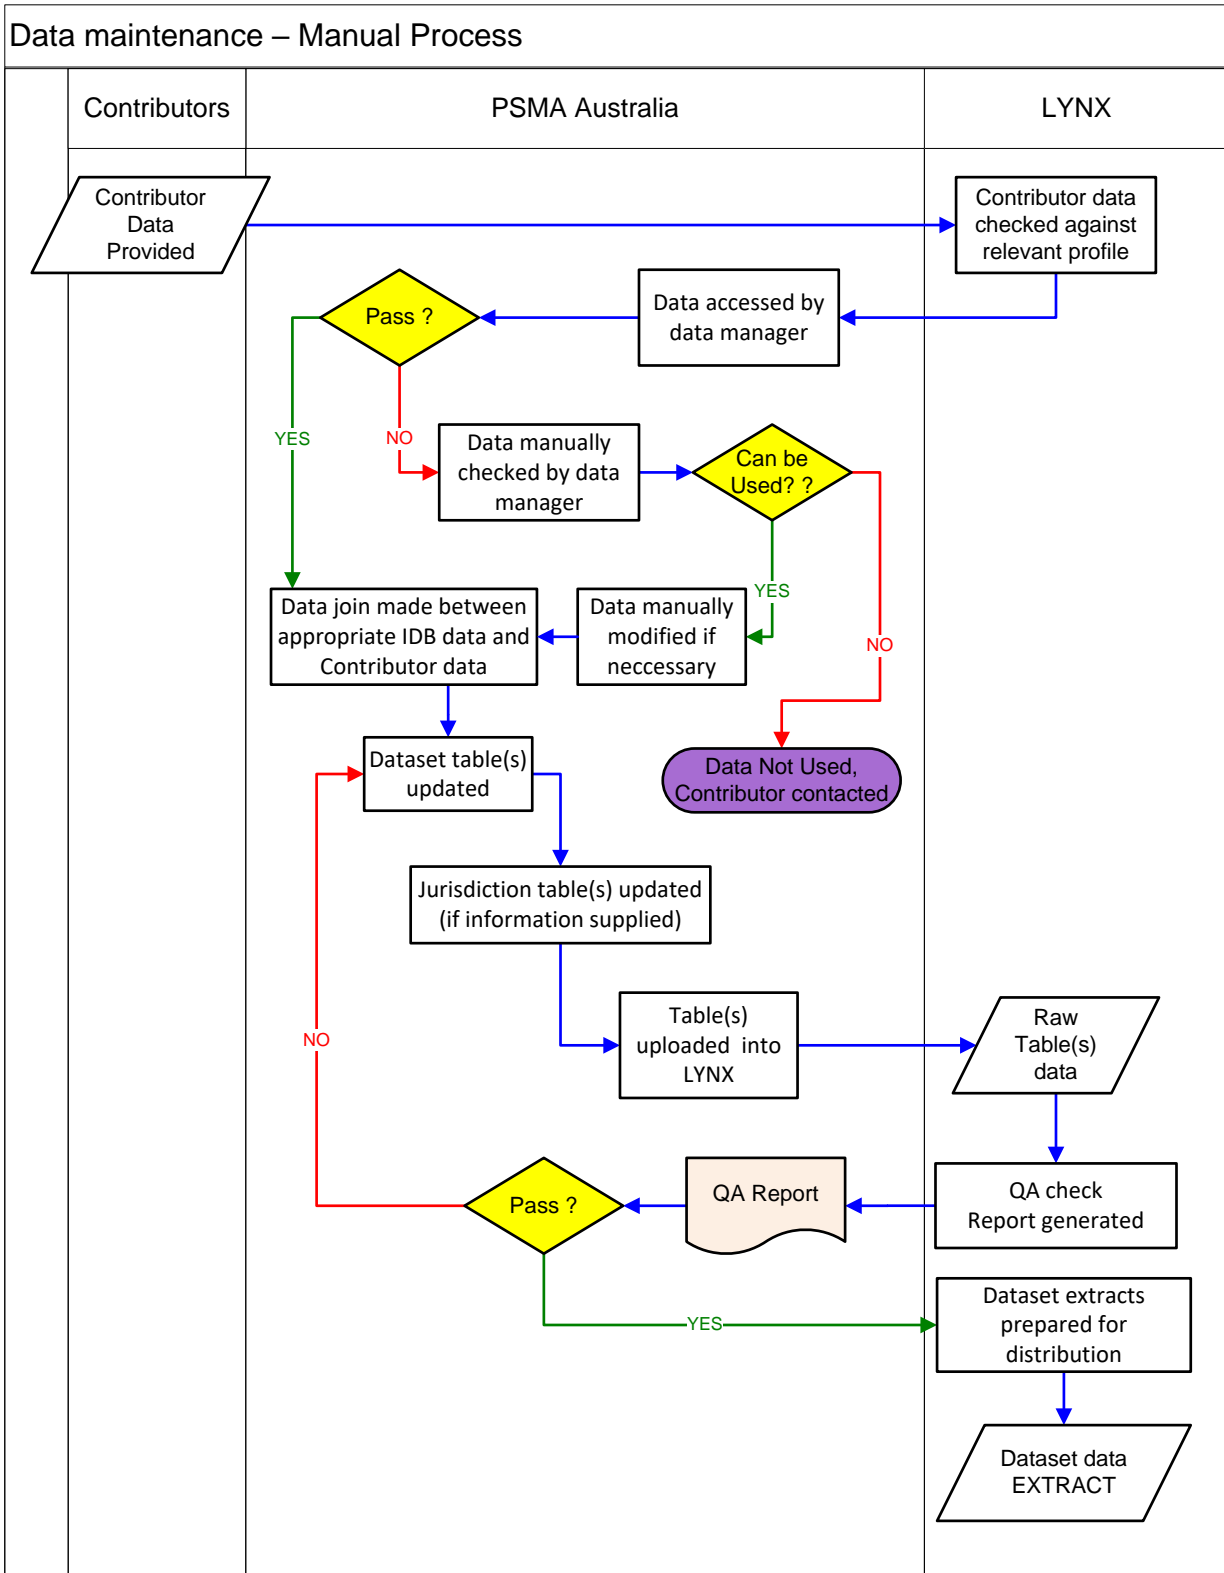 Data maintenance – Manual Process
Contributors
PSMA Australia
LYNX
Contributor
Data
Provided
Contributor data
checked against
relevant profile
Data accessed by
data manager
Pass ?
YES
NO
Data manually
checked by data
manager
Can be
Used? ?
YES
NO
Data join made between
appropriate IDB data and
Contributor data
Data manually
modified if
neccessary
Dataset table(s)
updated
Data Not Used,
Contributor contacted
Jurisdiction table(s) updated
(if information supplied)
Table(s)
uploaded into
LYNX
Raw
Table(s)
data
NO
Pass ?
QA Report
QA check
Report generated
YES
Dataset extracts
prepared for
distribution
Dataset data
EXTRACT